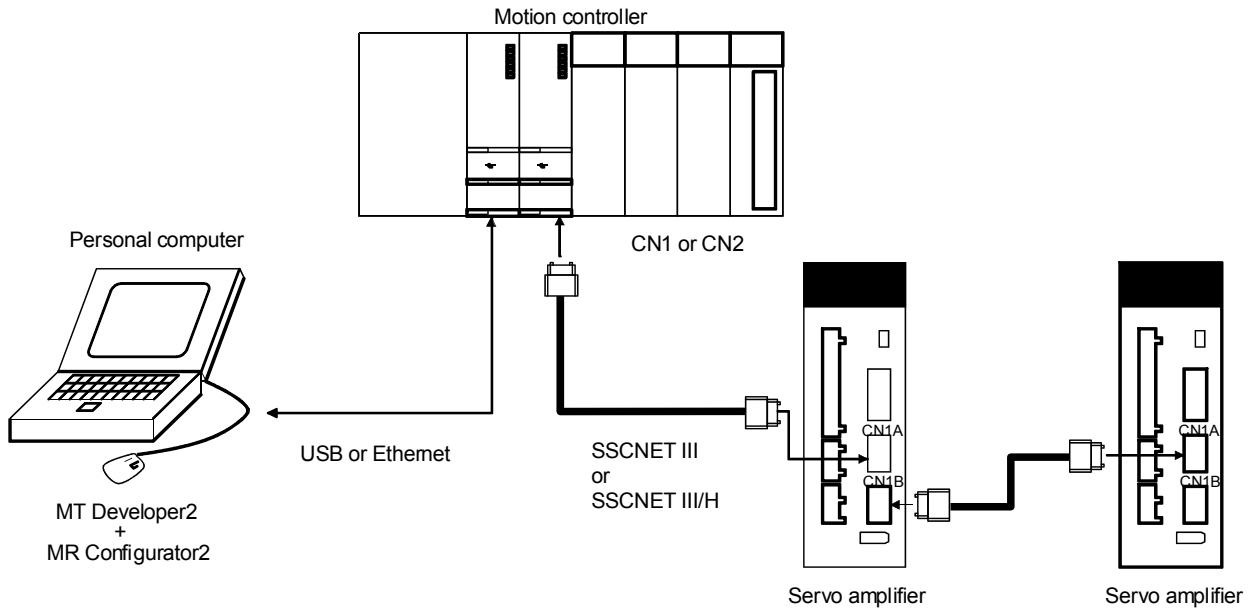 Motion controller
CN1 or CN2
Personal computer
USB or Ethernet
SSCNET III
or
SSCNET III/H
MT Developer2
+
MR Configurator2
CN1A
CN1B
CN1A
CN1B
Servo amplifier
Servo amplifier